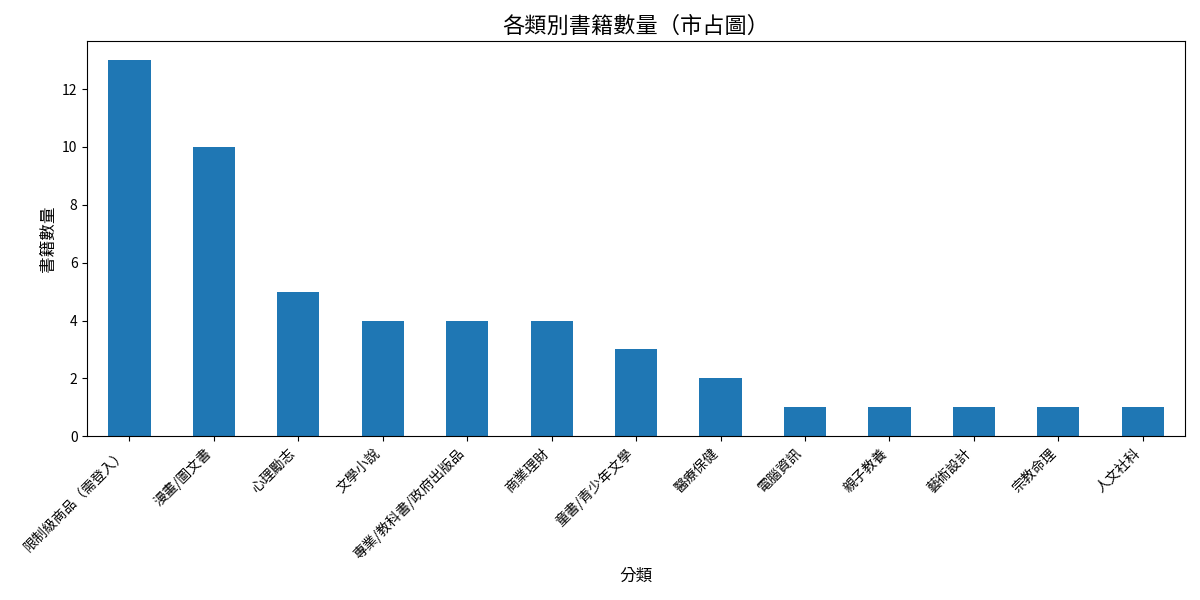 各類別書籍數量（市占圖）
書籍數量
12
10
8
6
4
2
0
限制級商品（需登入）
漫畫/圖文書
心理勵志
文學小說
專業/教科書/政府出版品
商業理財
童書/青少年文學
醫療保健
電腦資訊
親子教養
藝術設計
宗教命理
人文社科
分類